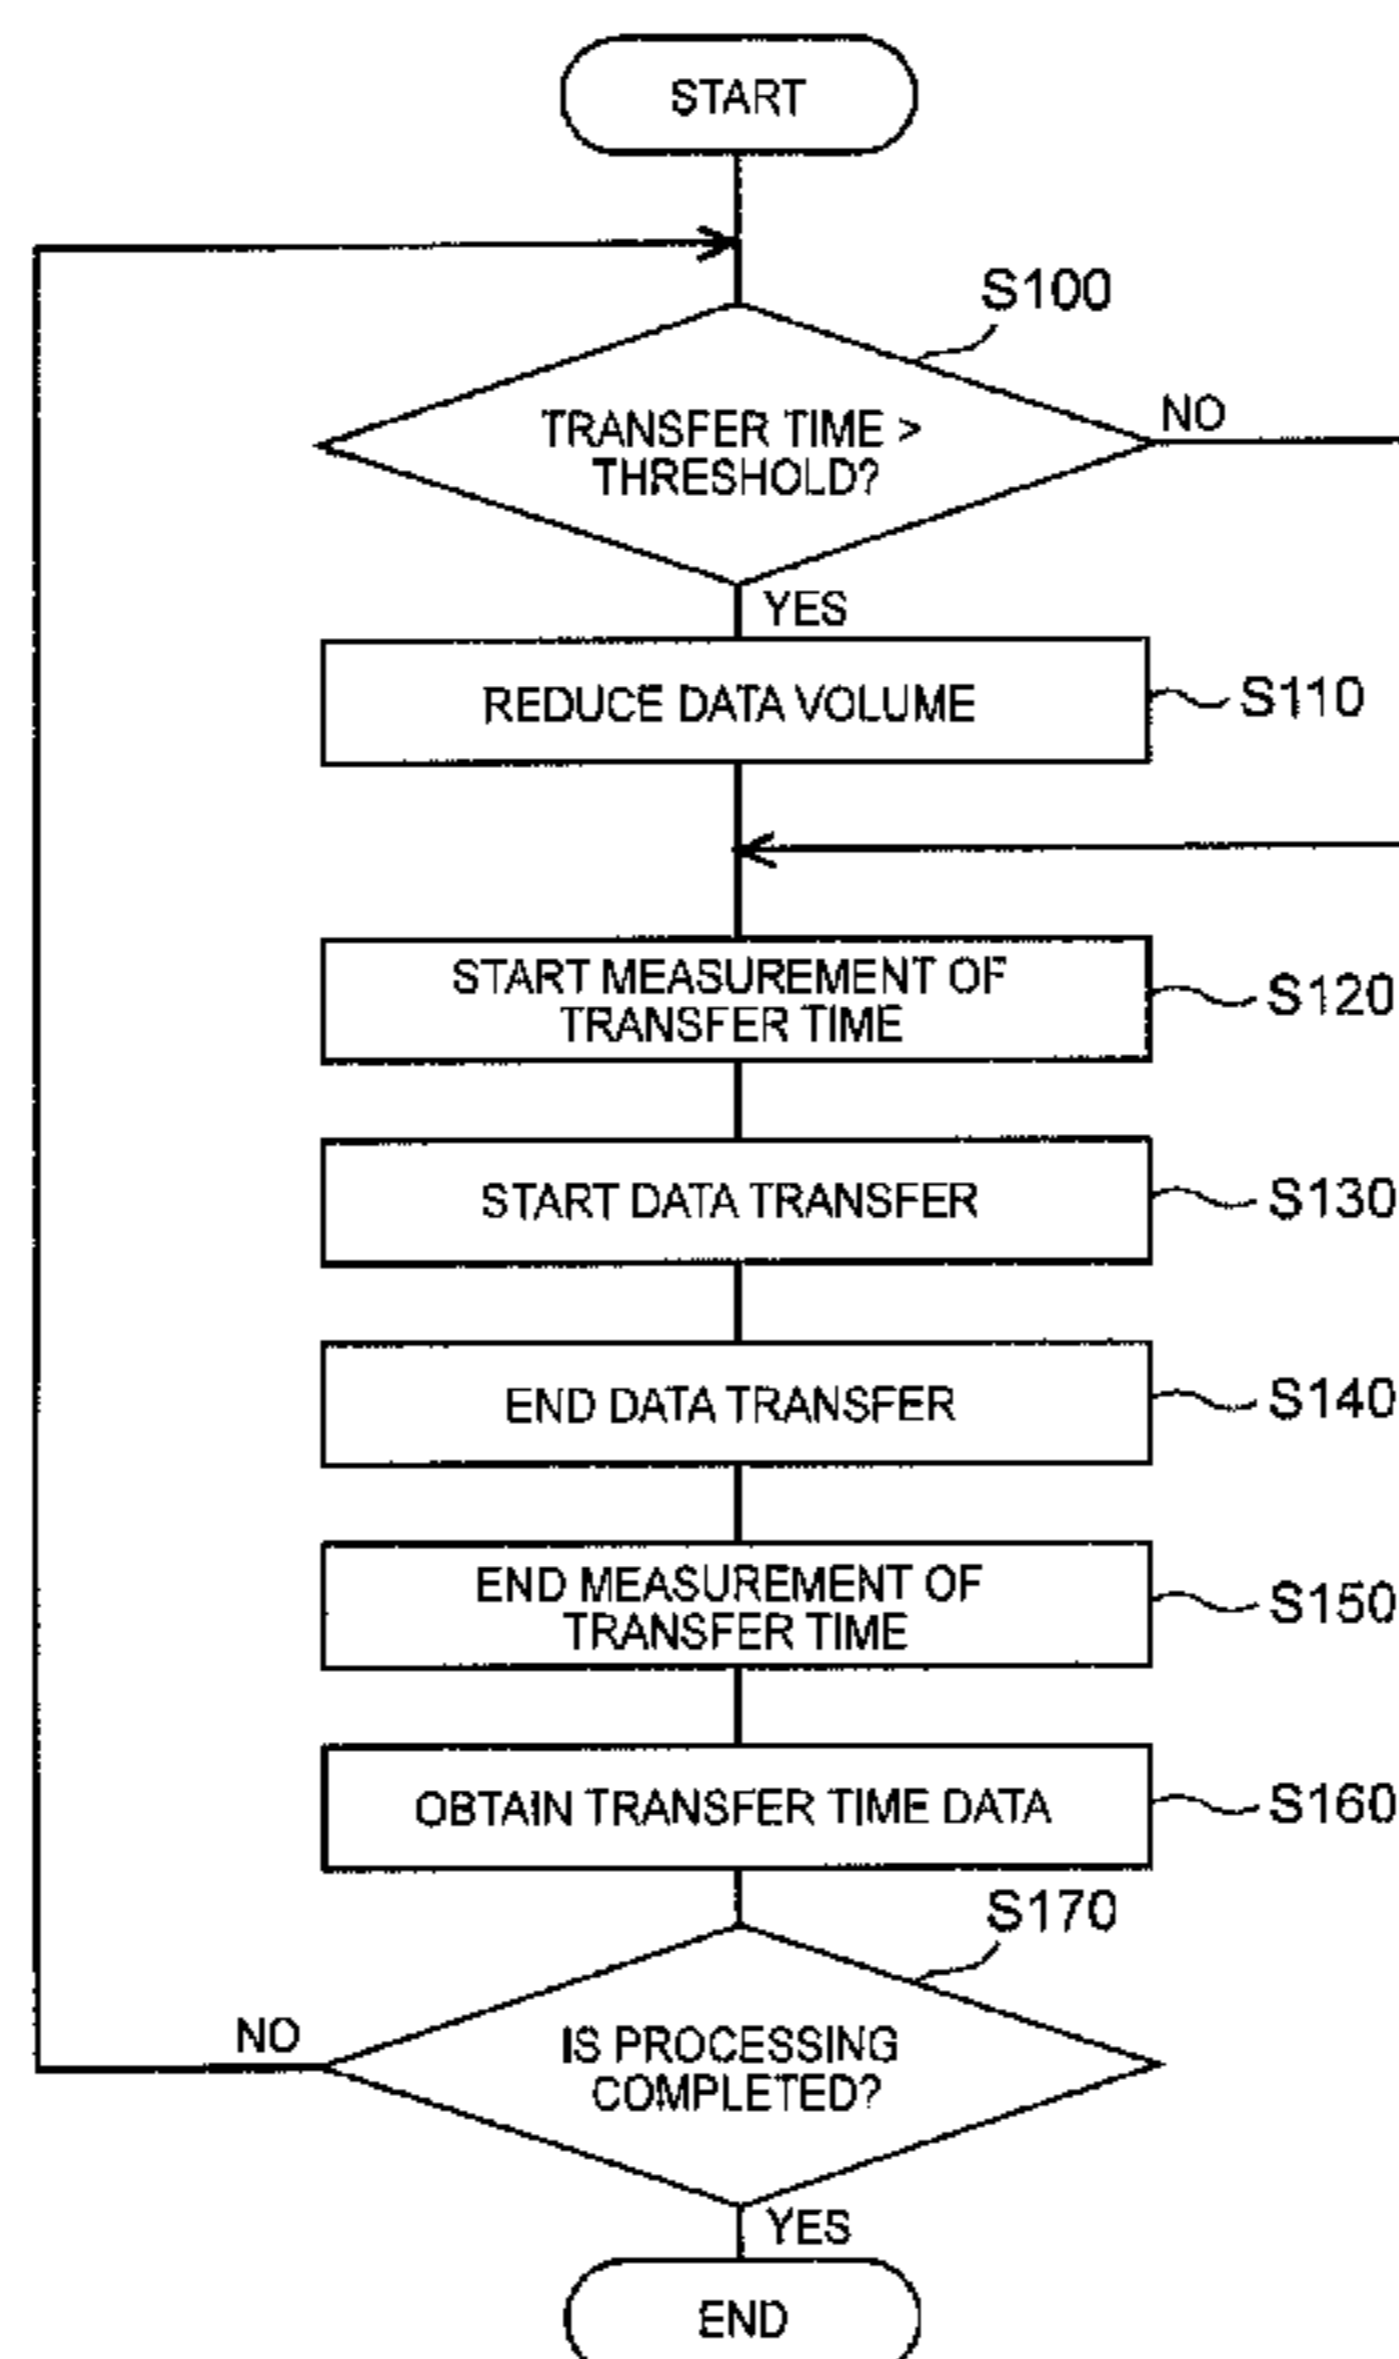 START
S100
TRANSFER TIME >
THRESHOLD?
NO
YES
REDUCE DATA VOLUME
S110
START MEASUREMENT OF
TRANSFER TIME
S120
START DATA TRANSFER
S130
END DATA TRANSFER
S140
END MEASUREMENT OF
TRANSFER TIME
S150
OBTAIN TRANSFER TIME DATA
S160
S170
NO
IS PROCESSING
COMPLETED?
YES
END